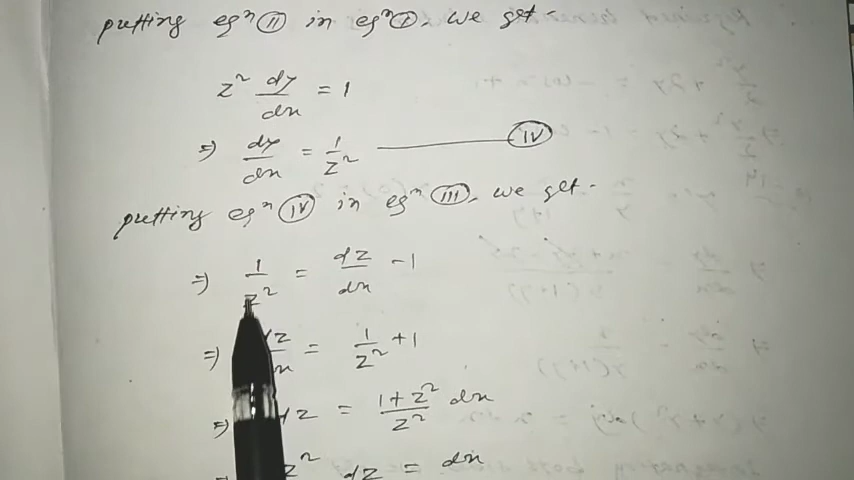 putting eqⁿ (II) in eqⁿ (I), we get -
z² dy/dx = 1
⇒ dy/dx = 1/z² ——— (IV)
putting eqⁿ (IV) in eqⁿ (III), we get -
⇒ 1/z² = dz/dx - 1
⇒ = 1/z² + 1
⇒ dz = (1+z²)/z² dx
z² dz = dx